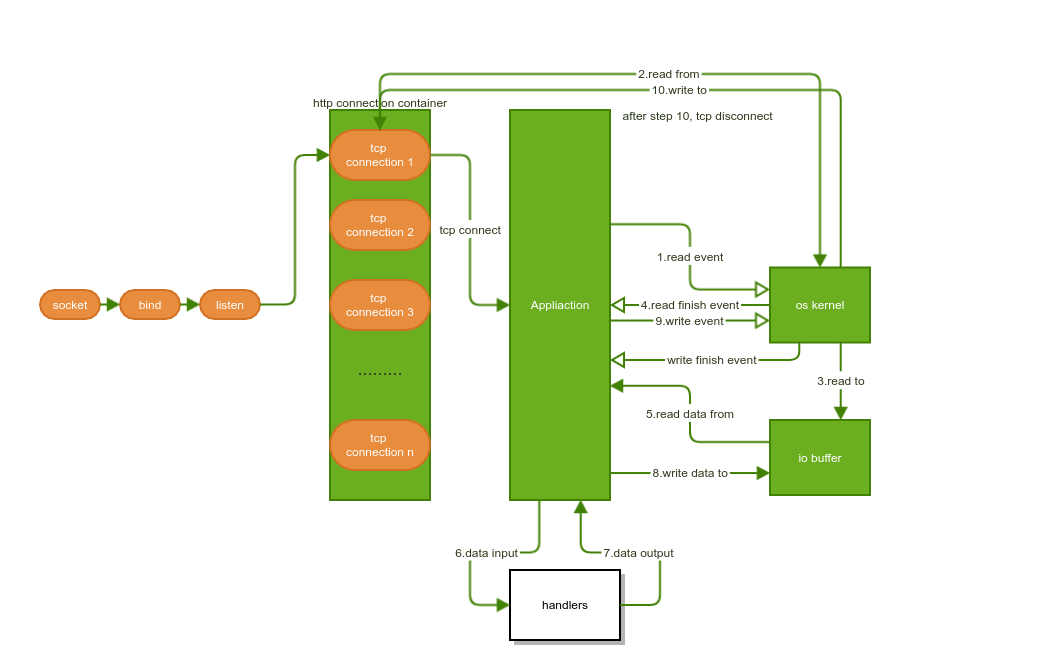 2.read from
10.write to
http connection container
after step 10, tcp disconnect
tcp
connection 1
tcp
connection 2
tcp connect
1.read event
socket
bind
listen
tcp
connection 3
Appliaction
4.read finish event
os kernel
9.write event
write finish event
.........
3.read to
5.read data from
tcp
connection n
io buffer
8.write data to
6.data input
7.data output
handlers